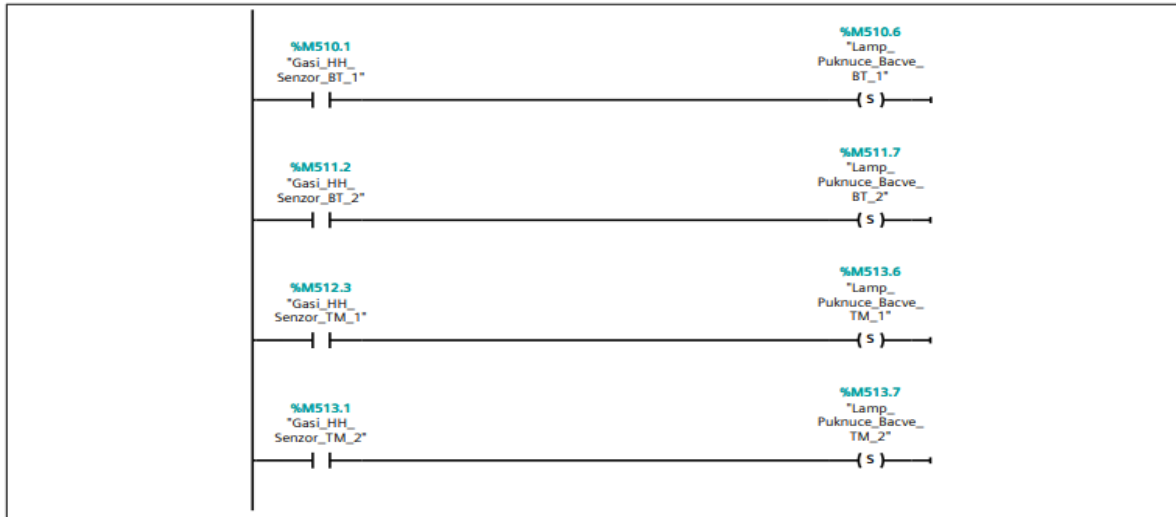 %M510.1
"Gasi_HH_
Senzor_BT_1"
%M510.6
"Lamp_
Puknuce_Bacve_
BT_1"
S
%M511.2
"Gasi_HH_
Senzor_BT_2"
%M511.7
"Lamp_
Puknuce_Bacve_
BT_2"
S
%M512.3
"Gasi_HH_
Senzor_TM_1"
%M513.6
"Lamp_
Puknuce_Bacve_
TM_1"
S
%M513.1
"Gasi_HH_
Senzor_TM_2"
%M513.7
"Lamp_
Puknuce_Bacve_
TM_2"
S